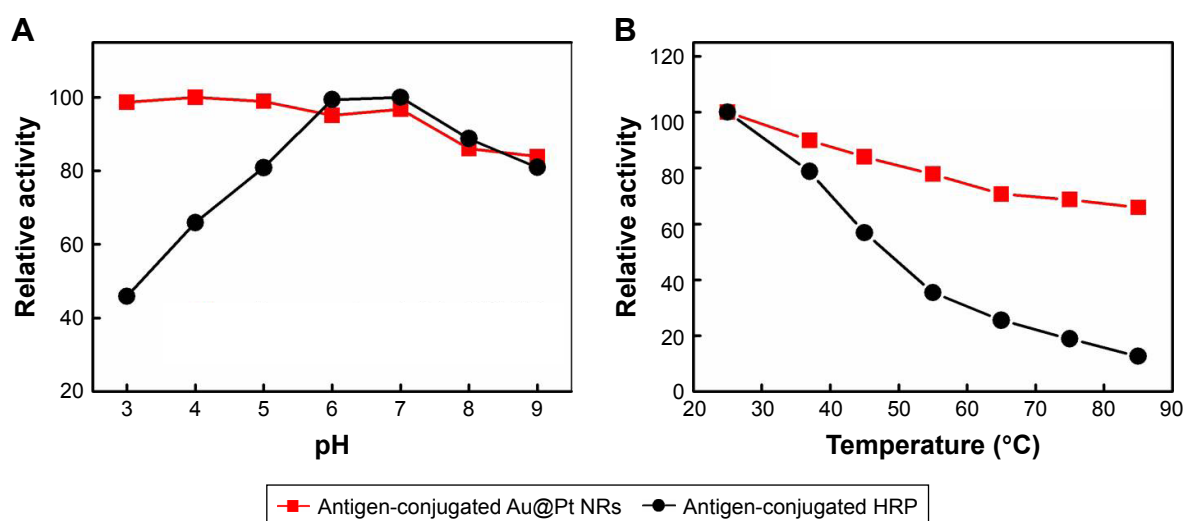 A
Relative activity
100
80
60
40
20
3 4 5 6 7 8 9
pH
B
Relative activity
120
100
80
60
40
20
0
20 30 40 50 60 70 80 90
Temperature (°C)
Antigen-conjugated Au@Pt NRs Antigen-conjugated HRP